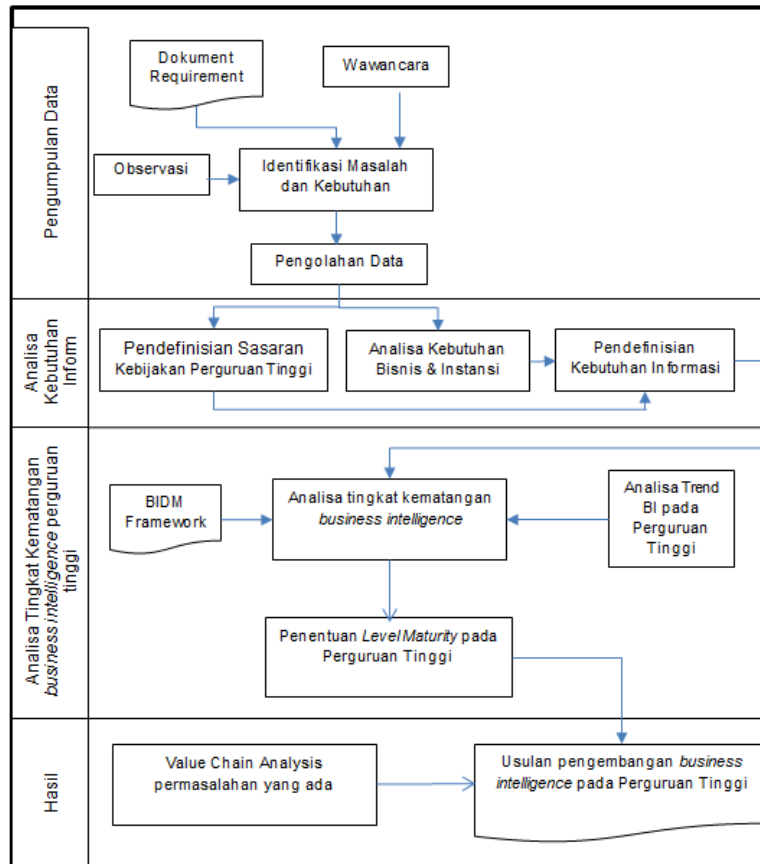 Pengumpulan Data
Dokument
Requirement
Wawancara
Observasi
Identifikasi Masalah
dan Kebutuhan
Pengolahan Data
Analisa
Kebutuhan
Inform
Pendefinisian Sasaran
Kebijakan Perguruan Tinggi
Analisa Kebutuhan
Bisnis & Instansi
Pendefinisian
Kebutuhan Informasi
Analisa Tingkat Kematangan
business intelligence perguruan
tinggi
BIDM
Framework
Analisa tingkat kematangan
business intelligence
Analisa Trend
BI pada
Perguruan
Tinggi
Penentuan Level Maturity pada
Perguruan Tinggi
Hasil
Value Chain Analysis
permasalahan yang ada
Usulan pengembangan business
intelligence pada Perguruan Tinggi